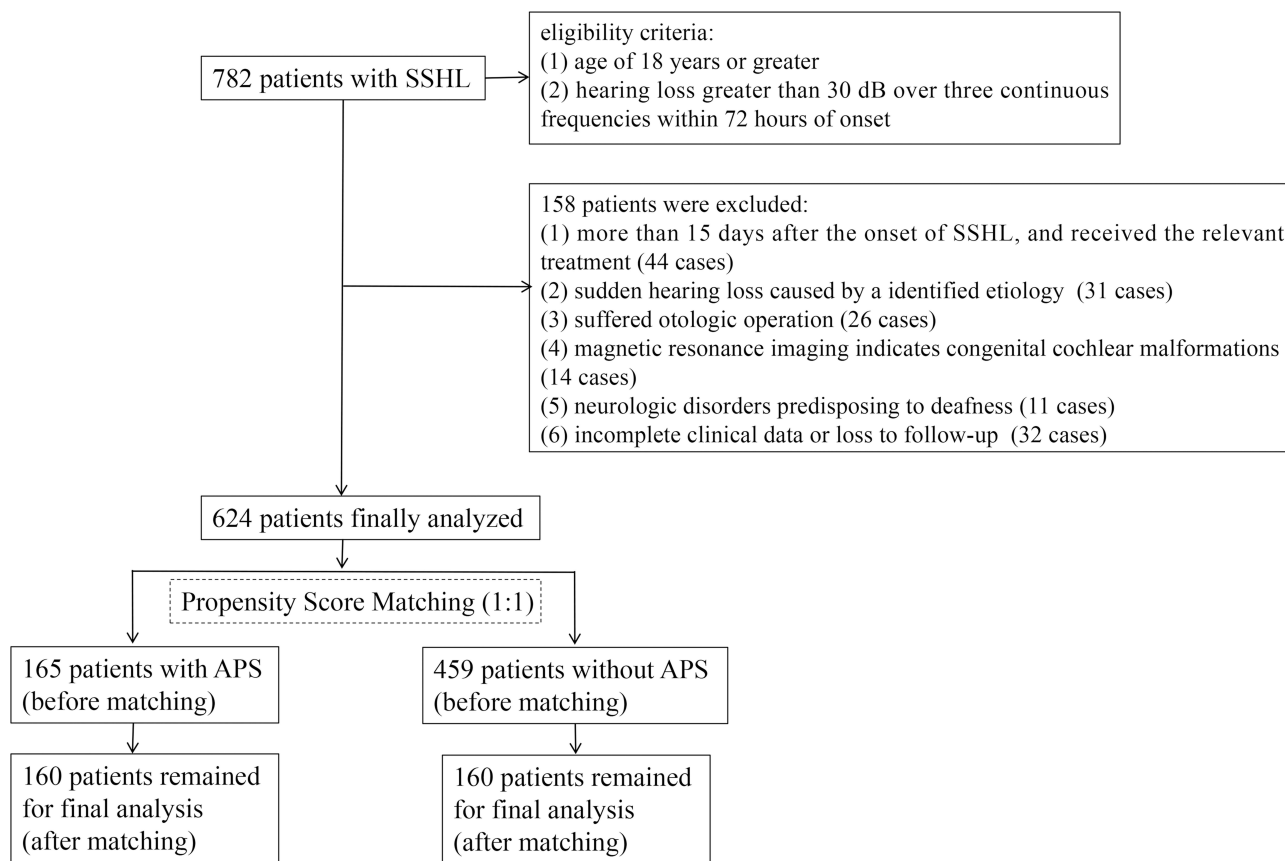 782 patients with SSHL
eligibility criteria:
(1) age of 18 years or greater
(2) hearing loss greater than 30 dB over three continuous
frequencies within 72 hours of onset
158 patients were excluded:
(1) more than 15 days after the onset of SSHL, and received the relevant
treatment (44 cases)
(2) sudden hearing loss caused by a identified etiology (31 cases)
(3) suffered otologic operation (26 cases)
(4) magnetic resonance imaging indicates congenital cochlear malformations
(14 cases)
(5) neurologic disorders predisposing to deafness (11 cases)
(6) incomplete clinical data or loss to follow-up (32 cases)
624 patients finally analyzed
Propensity Score Matching (1:1)
165 patients with APS
(before matching)
459 patients without APS
(before matching)
160 patients remained
for final analysis
(after matching)
160 patients remained
for final analysis
(after matching)